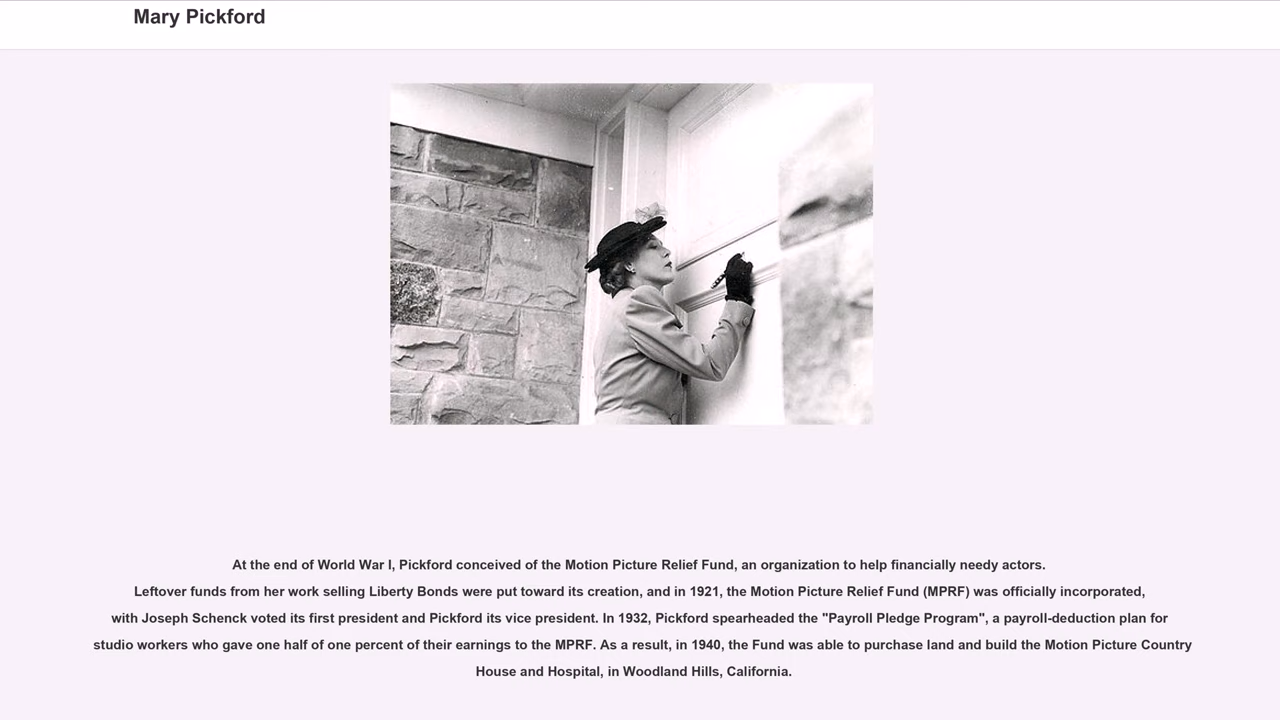 Mary Pickford
At the end of World War I, Pickford conceived of the Motion Picture Relief Fund, an organization to help financially needy actors.
Leftover funds from her work selling Liberty Bonds were put toward its creation, and in 1921, the Motion Picture Relief Fund (MPRF) was officially incorporated,
with Joseph Schenck voted its first president and Pickford its vice president. In 1932, Pickford spearheaded the "Payroll Pledge Program", a payroll-deduction plan for
studio workers who gave one half of one percent of their earnings to the MPRF. As a result, in 1940, the Fund was able to purchase land and build the Motion Picture Country
House and Hospital, in Woodland Hills, California.